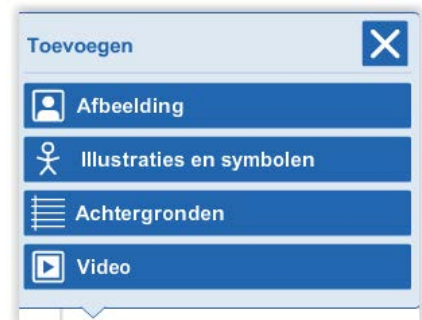 Toevoegen
Afbeelding
Illustraties en symbolen
Achtergronden
Video